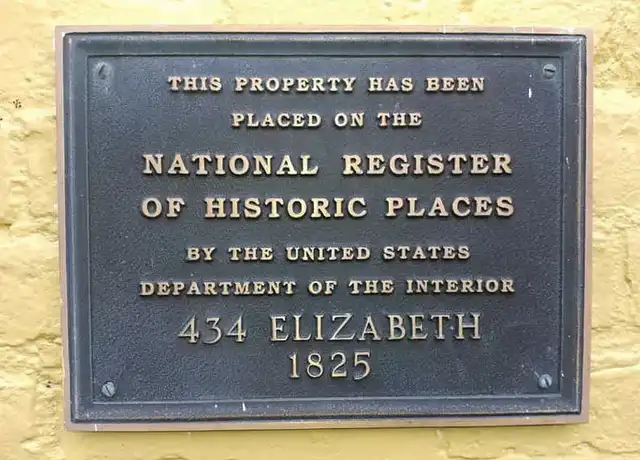 THIS PROPERTY HAS BEEN
PLACED ON THE
NATIONAL REGISTER
OF HISTORIC PLACES
BY THE UNITED STATES
DEPARTMENT OF THE INTERIOR
434 ELIZABETH
1825